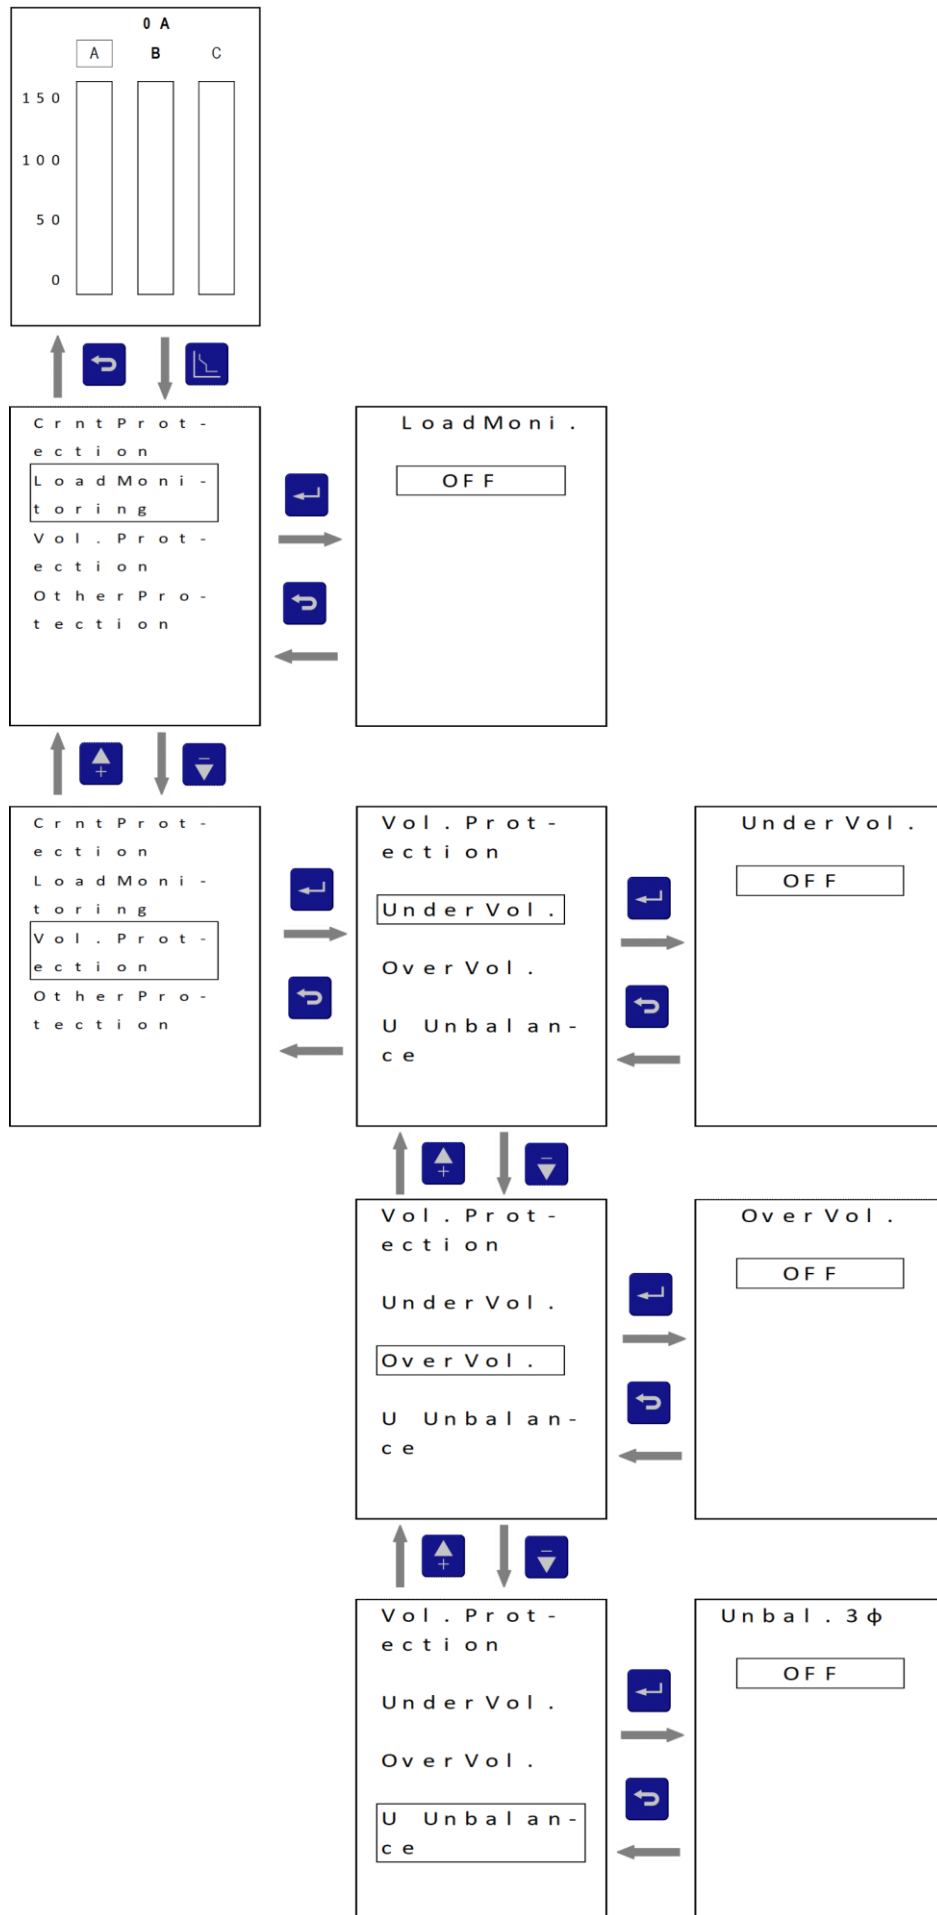 0 A
A B C
150
100
50
0
CrntProt-
ection
LoadMoni-
toring
Vol.Prot-
ection
OtherPro-
tection
LoadMoni.
OFF
CrntProt-
ection
LoadMoni-
toring
Vol.Prot-
ection
OtherPro-
tection
Vol.Prot-
ection
UnderVol.
OverVol.
U Unbalan-
ce
UnderVol.
OFF
Vol.Prot-
ection
UnderVol.
OverVol.
U Unbalan-
ce
OverVol.
OFF
Vol.Prot-
ection
UnderVol.
OverVol.
U Unbalan-
ce
Unbal.3ϕ
OFF